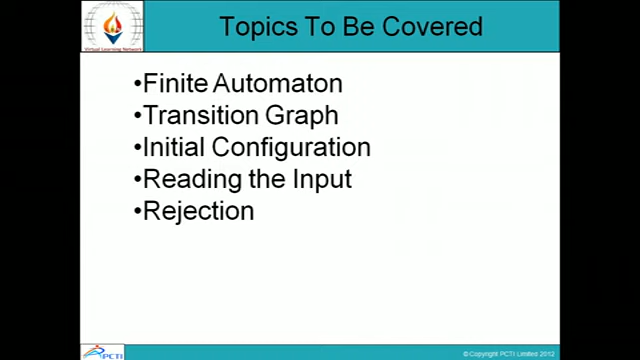 Topics To Be Covered
Virtual Learning Network
•Finite Automaton
•Transition Graph
•Initial Configuration
•Reading the Input
•Rejection
PCTI
©Copyright PCTI Limited 2012